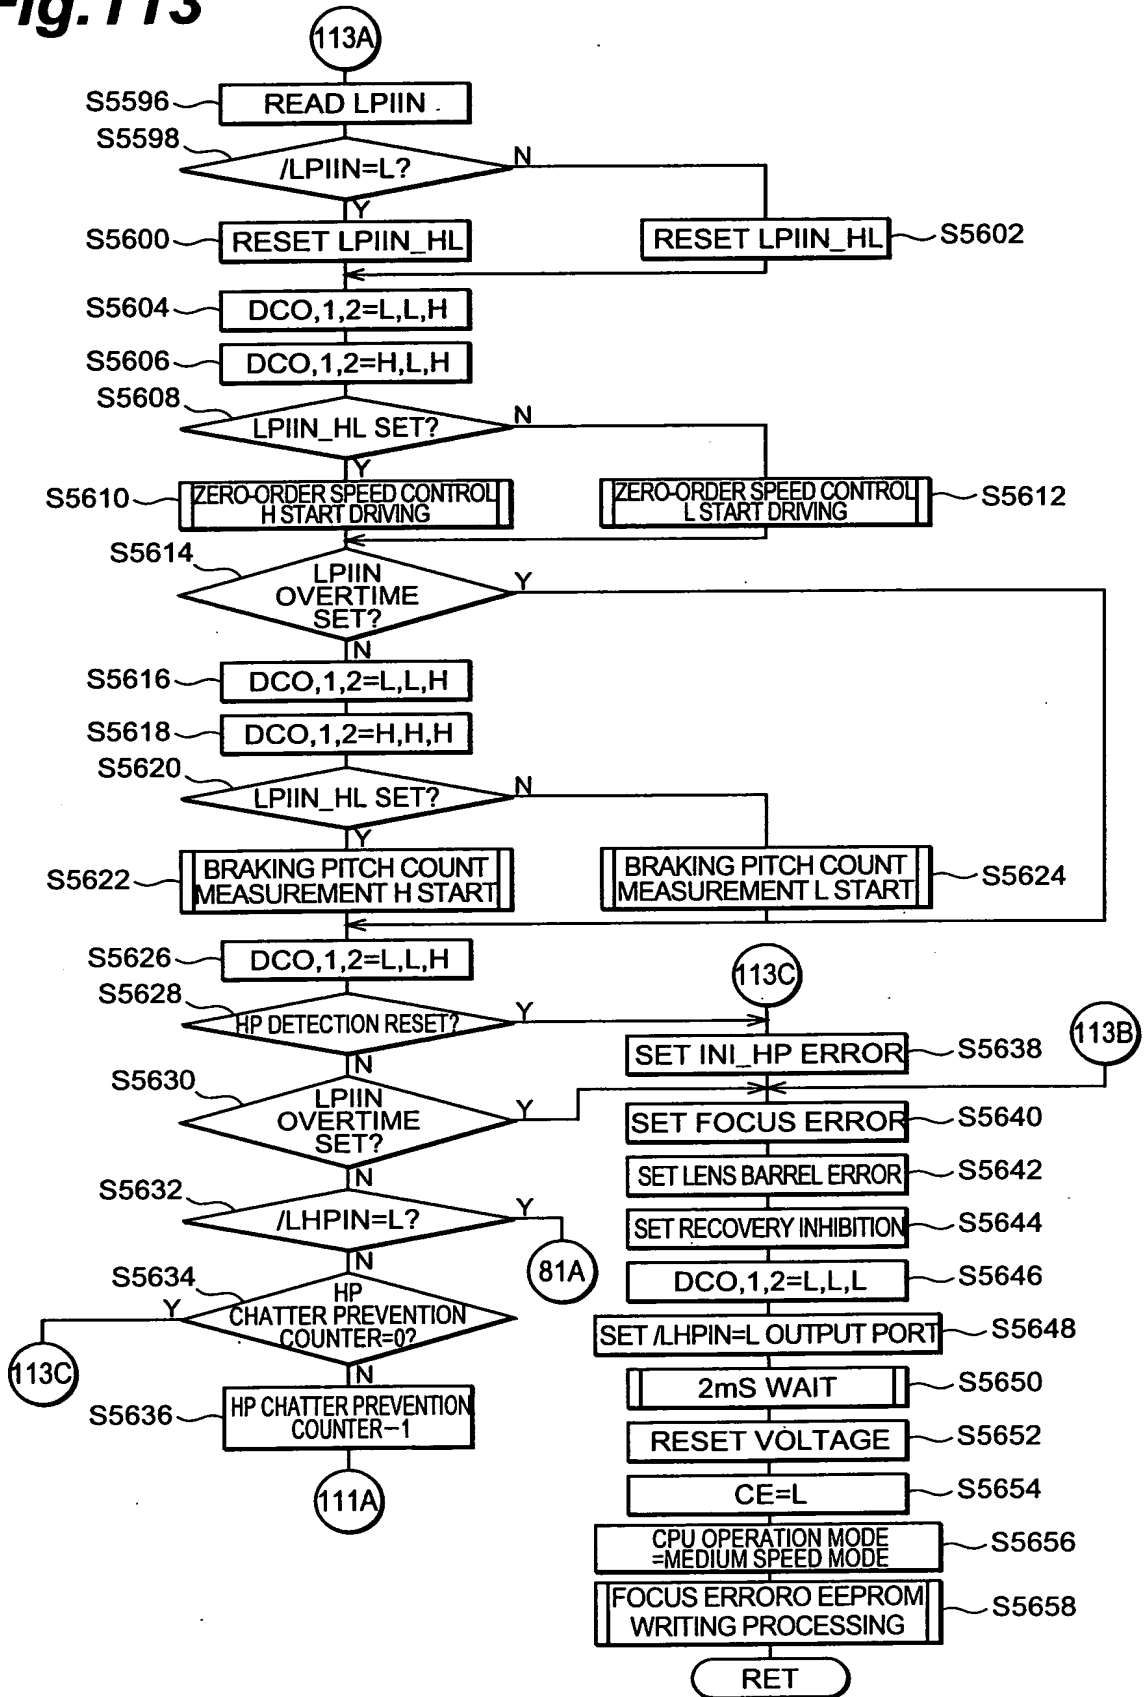 Fig.113
113A
S5596
READ LPIIN
S5598
/LPIIN=L?
N
Y
S5600
RESET LPIIN_HL
RESET LPIIN_HL
S5602
S5604
DCO,1,2=L,L,H
S5606
DCO,1,2=H,L,H
S5608
LPIIN_HL SET?
N
Y
S5610
ZERO-ORDER SPEED CONTROL
H START DRIVING
ZERO-ORDER SPEED CONTROL
L START DRIVING
S5612
S5614
LPIIN
OVERTIME
SET?
Y
N
S5616
DCO,1,2=L,L,H
S5618
DCO,1,2=H,H,H
S5620
LPIIN_HL SET?
N
Y
S5622
BRAKING PITCH COUNT
MEASUREMENT H START
BRAKING PITCH COUNT
MEASUREMENT L START
S5624
S5626
DCO,1,2=L,L,H
S5628
HP DETECTION RESET?
Y
N
S5630
LPIIN
OVERTIME
SET?
Y
N
S5632
/LHPIN=L?
Y
81A
N
S5634
HP
CHATTER PREVENTION
COUNTER=0?
Y
113C
N
S5636
HP CHATTER PREVENTION
COUNTER−1
111A
113C
113B
SET INI_HP ERROR
S5638
SET FOCUS ERROR
S5640
SET LENS BARREL ERROR
S5642
SET RECOVERY INHIBITION
S5644
DCO,1,2=L,L,L
S5646
SET /LHPIN=L OUTPUT PORT
S5648
2mS WAIT
S5650
RESET VOLTAGE
S5652
CE=L
S5654
CPU OPERATION MODE
=MEDIUM SPEED MODE
S5656
FOCUS ERRORO EEPROM
WRITING PROCESSING
S5658
RET